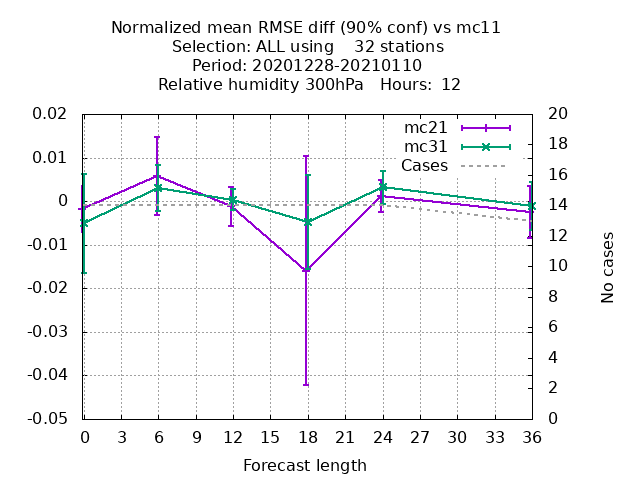 Normalized mean RMSE diff (90% conf) vs mc11
Selection: ALL using    32 stations
Period: 20201228-20210110
Relative humidity 300hPa   Hours:  12
mc21
mc31
Cases
0.02
0.01
0
-0.01
-0.02
-0.03
-0.04
-0.05
20
18
16
14
12
10
8
6
4
2
0
No cases
0 3 6 9 12 15 18 21 24 27 30 33 36
Forecast length